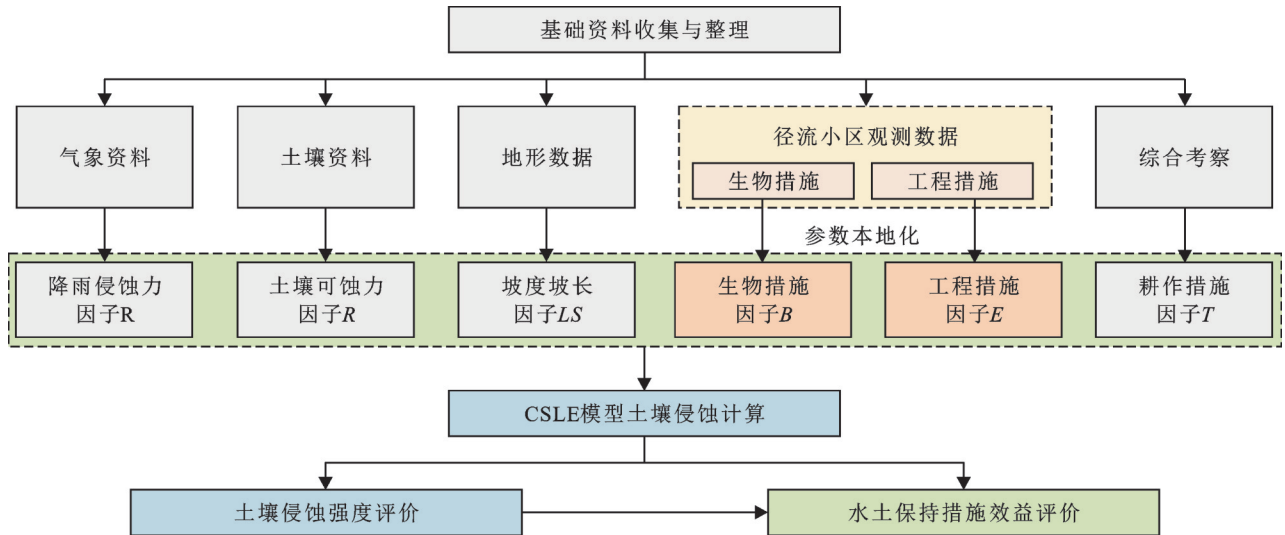 基础资料收集与整理
气象资料
土壤资料
地形数据
径流小区观测数据
生物措施
工程措施
综合考察
参数本地化
降雨侵蚀力
因子R
土壤可蚀力
因子R
坡度坡长
因子LS
生物措施
因子B
工程措施
因子E
耕作措施
因子T
CSLE模型土壤侵蚀计算
土壤侵蚀强度评价
水土保持措施效益评价